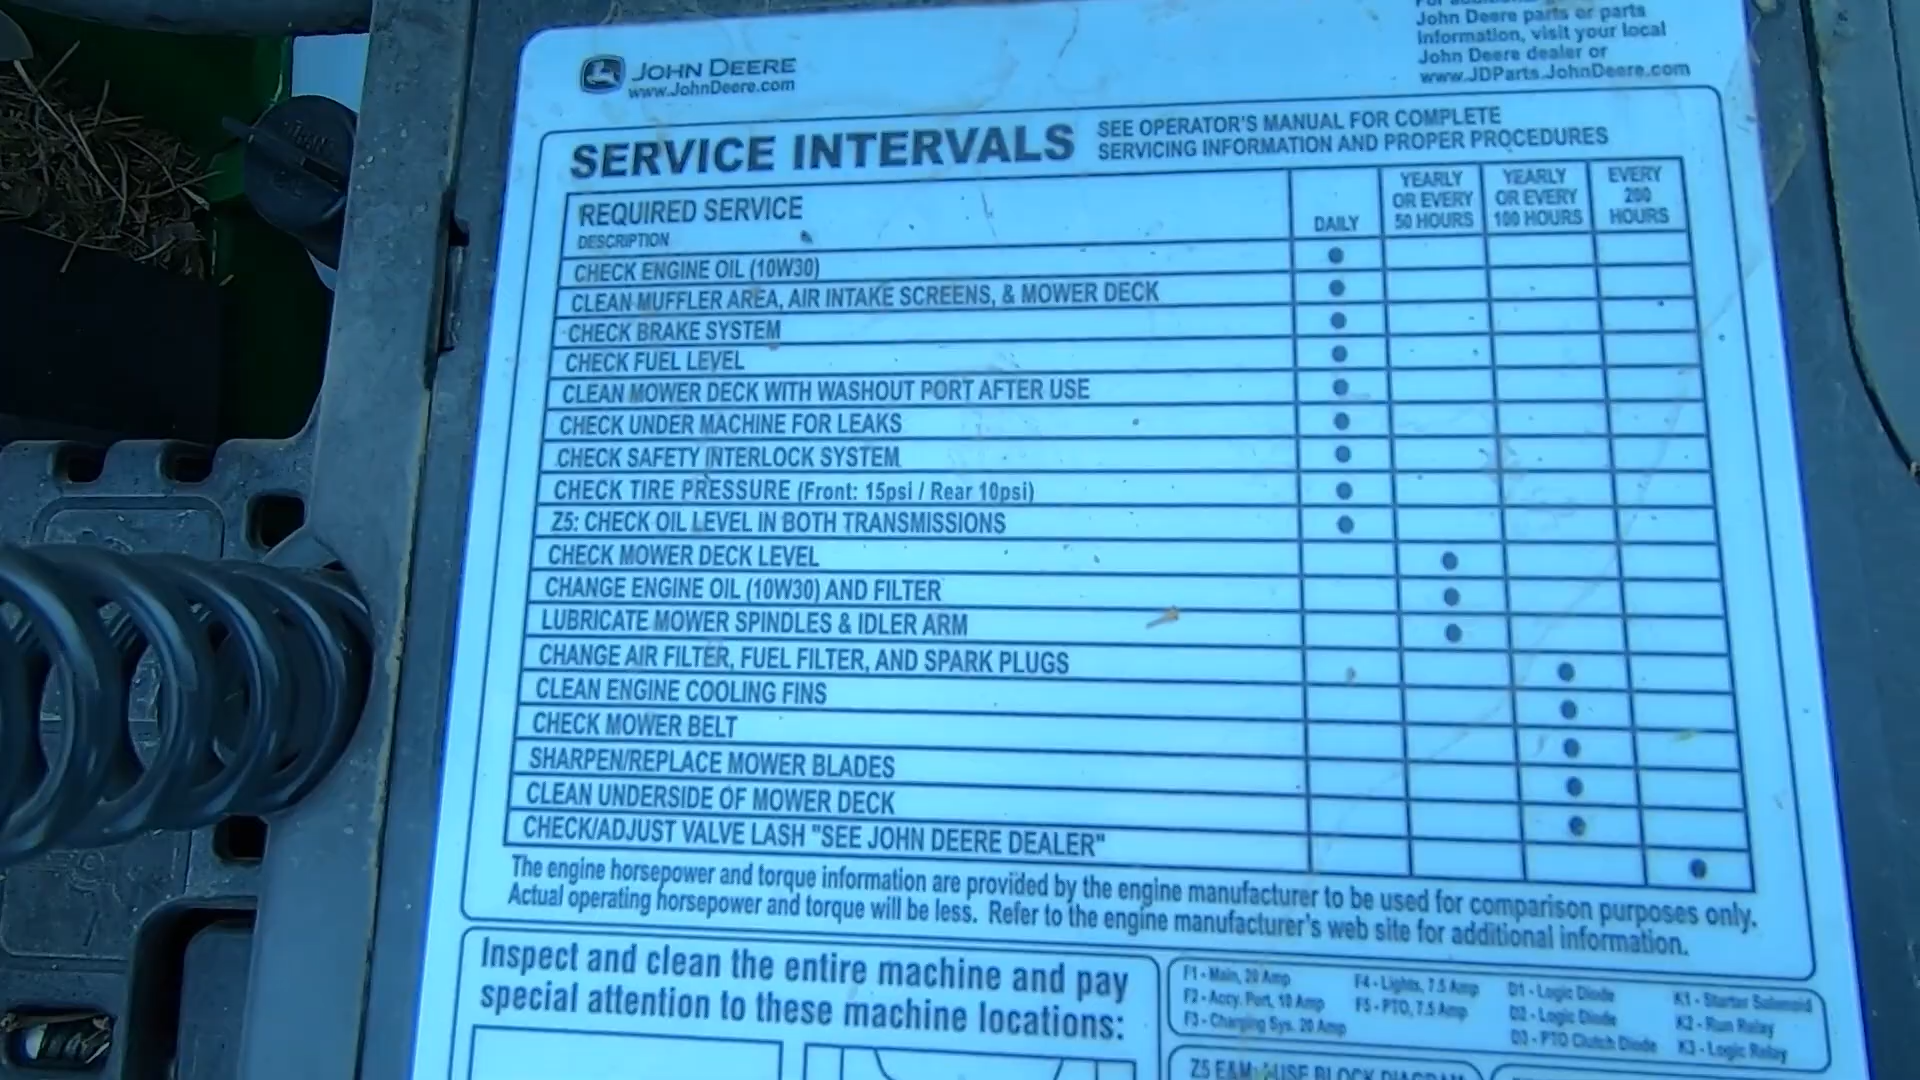 John Deere parts or parts
Information, visit your local
John Deere dealer or
www.JDParts.JohnDeere.com
JOHN DEERE
www.JohnDeere.com
SERVICE INTERVALS
SEE OPERATOR'S MANUAL FOR COMPLETE
SERVICING INFORMATION AND PROPER PROCEDURES
REQUIRED SERVICE
DESCRIPTION
DAILY
YEARLY
OR EVERY
50 HOURS
YEARLY
OR EVERY
100 HOURS
EVERY
200
HOURS
CHECK ENGINE OIL (10W30)
CLEAN MUFFLER AREA, AIR INTAKE SCREENS, & MOWER DECK
CHECK BRAKE SYSTEM
CHECK FUEL LEVEL
CLEAN MOWER DECK WITH WASHOUT PORT AFTER USE
CHECK UNDER MACHINE FOR LEAKS
CHECK SAFETY INTERLOCK SYSTEM
CHECK TIRE PRESSURE (Front: 15psi / Rear 10psi)
Z5: CHECK OIL LEVEL IN BOTH TRANSMISSIONS
CHECK MOWER DECK LEVEL
CHANGE ENGINE OIL (10W30) AND FILTER
LUBRICATE MOWER SPINDLES & IDLER ARM
CHANGE AIR FILTER, FUEL FILTER, AND SPARK PLUGS
CLEAN ENGINE COOLING FINS
CHECK MOWER BELT
SHARPEN/REPLACE MOWER BLADES
CLEAN UNDERSIDE OF MOWER DECK
CHECK/ADJUST VALVE LASH "SEE JOHN DEERE DEALER"
The engine horsepower and torque information are provided by the engine manufacturer to be used for comparison purposes only.
Actual operating horsepower and torque will be less. Refer to the engine manufacturer's web site for additional information.
Inspect and clean the entire machine and pay
special attention to these machine locations:
F1 - Main, 20 Amp
F2 - Accy. Port, 10 Amp
F3 - Charging Sys. 20 Amp
F4 - Lights, 7.5 Amp
F5 - PTO, 7.5 Amp
D1 - Logic Diode
D2 - Logic Diode
D3 - PTO Clutch Diode
K1 - Starter Solenoid
K2 - Run Relay
K3 - Logic Relay